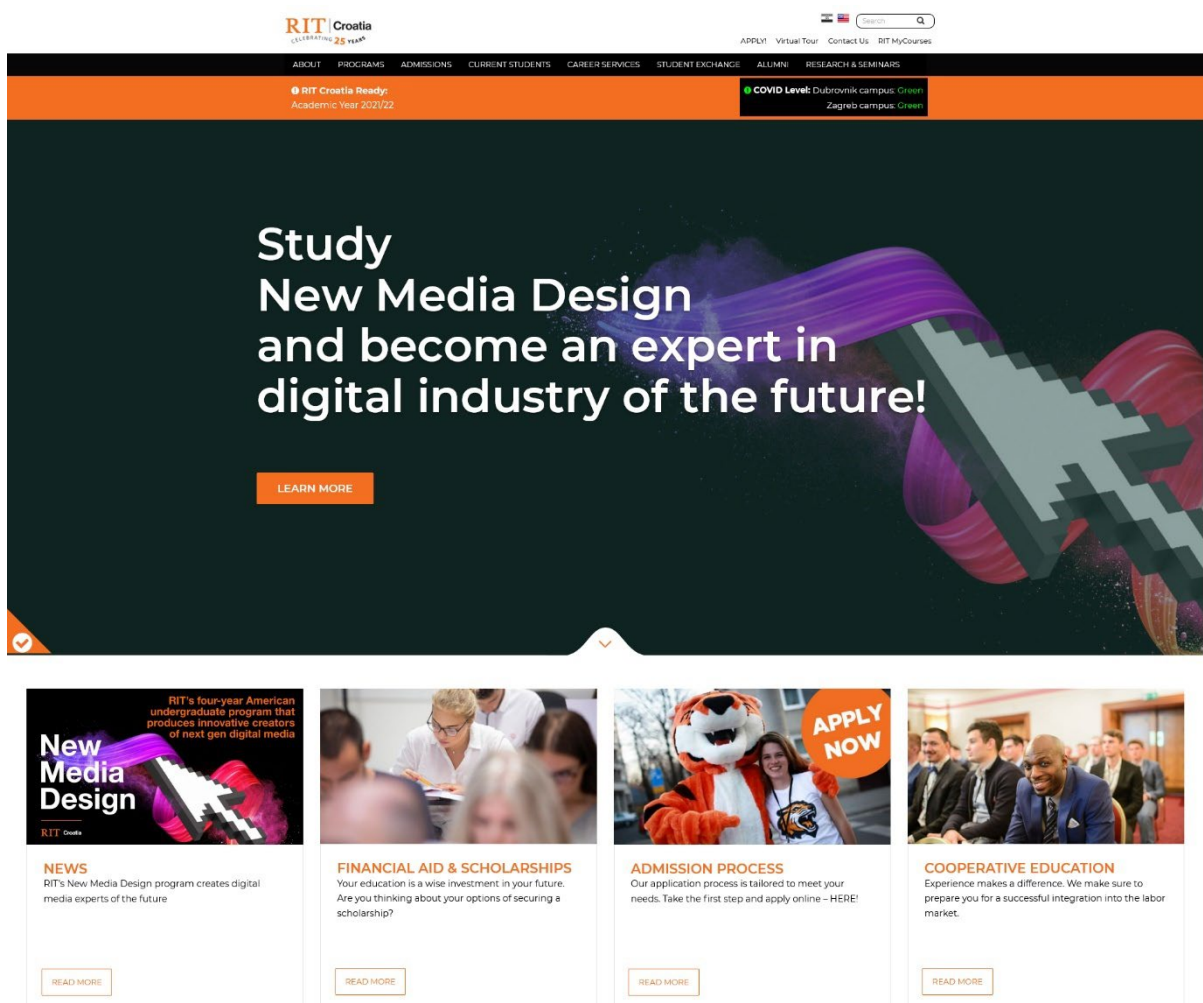 RIT Croatia
CELEBRATING 25 YEARS
Search
APPLY! Virtual Tour Contact Us RIT MyCourses
ABOUT PROGRAMS ADMISSIONS CURRENT STUDENTS CAREER SERVICES STUDENT EXCHANGE ALUMNI RESEARCH & SEMINARS
RIT Croatia Ready:
Academic Year 2021/22
COVID Level: Dubrovnik campus: Green
Zagreb campus: Green
Study
New Media Design
and become an expert in
digital industry of the future!
LEARN MORE
RIT's four-year American
undergraduate program that
produces innovative creators
of next gen digital media
New
Media
Design
RIT Croatia
NEWS
RIT's New Media Design program creates digital
media experts of the future
READ MORE
FINANCIAL AID & SCHOLARSHIPS
Your education is a wise investment in your future.
Are you thinking about your options of securing a
scholarship?
READ MORE
APPLY
NOW
ADMISSION PROCESS
Our application process is tailored to meet your
needs. Take the first step and apply online – HERE!
READ MORE
COOPERATIVE EDUCATION
Experience makes a difference. We make sure to
prepare you for a successful integration into the labor
market.
READ MORE